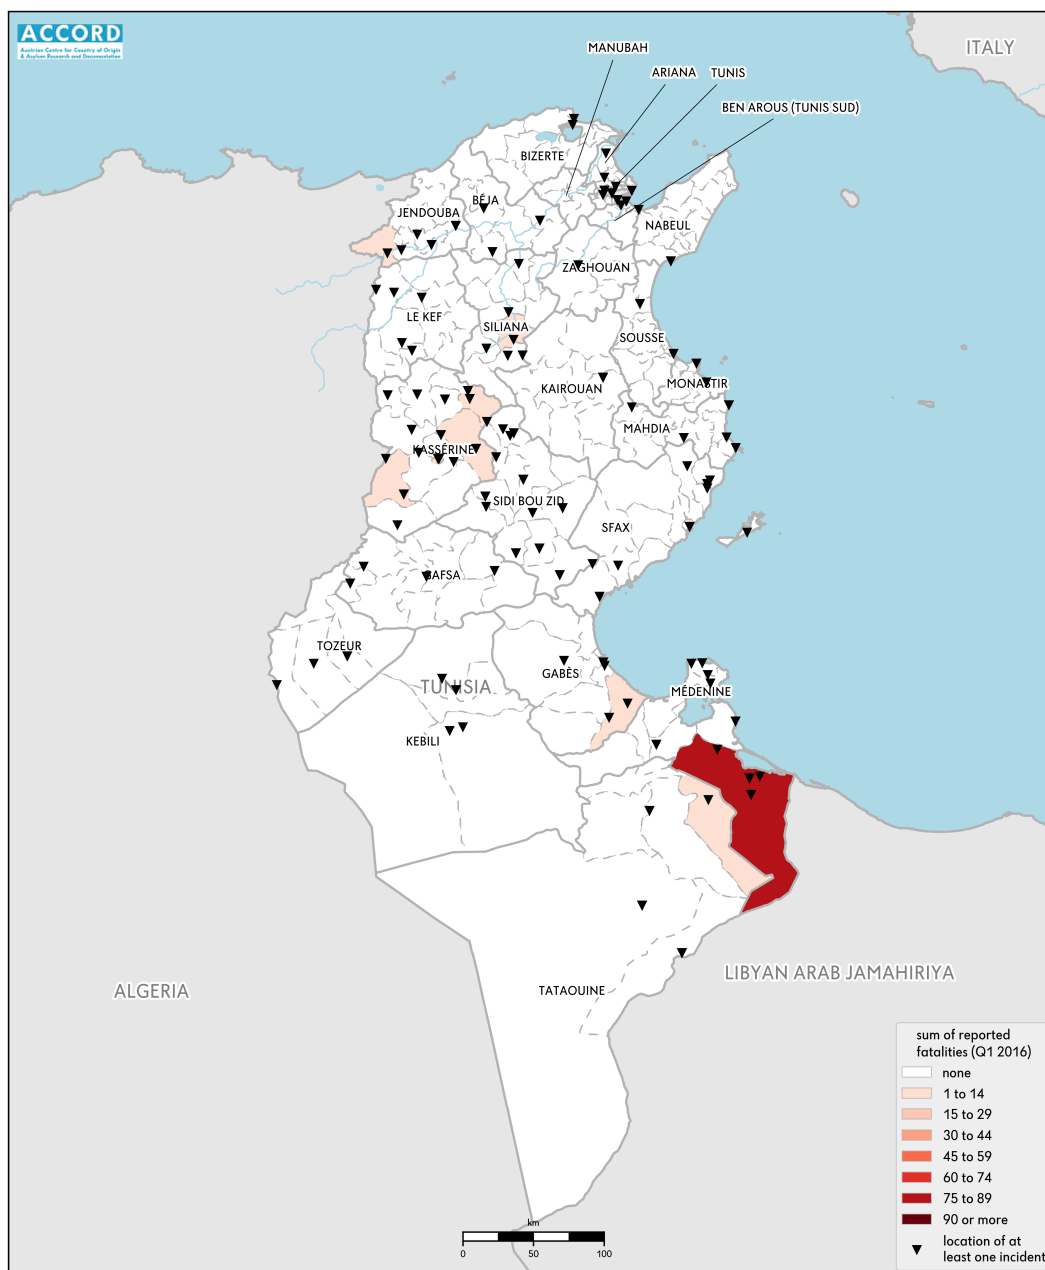 ACCORD
Austrian Centre for Country of Origin
& Asylum Research and Documentation
ITALY
MANUBAH
ARIANA
TUNIS
BEN AROUS (TUNIS SUD)
BIZERTE
BÉJA
JENDOUBA
NABEUL
ZAGHOUAN
LE KEF
SILIANA
SOUSSE
KAIROUAN
MONASTIR
MAHDIA
KASSÉRINE
SIDI BOU ZID
SFAX
GAFSA
TOZEUR
GABÈS
TUNISIA
MÉDENINE
KEBILI
LIBYAN ARAB JAMAHIRIYA
ALGERIA
TATAOUINE
sum of reported
fatalities (Q1 2016)
none
1 to 14
15 to 29
30 to 44
45 to 59
60 to 74
75 to 89
90 or more
location of at
least one incident
km
0 50 100